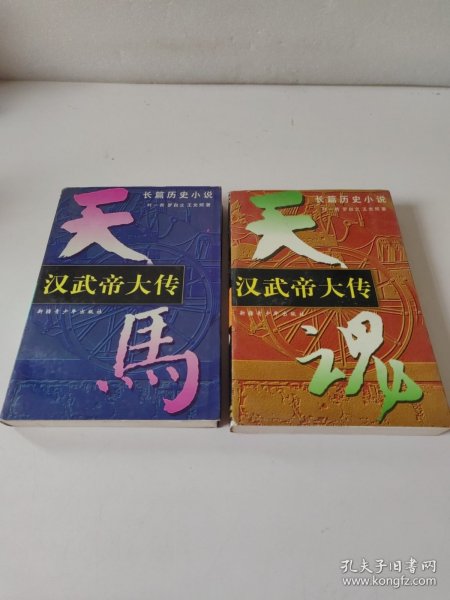 长篇历史小说
天
汉武帝大传
新疆青少年出版社
馬
长篇历史小说
天
汉武帝大传
新疆青少年出版社
魂
孔夫子旧书网
www.kongfz.com